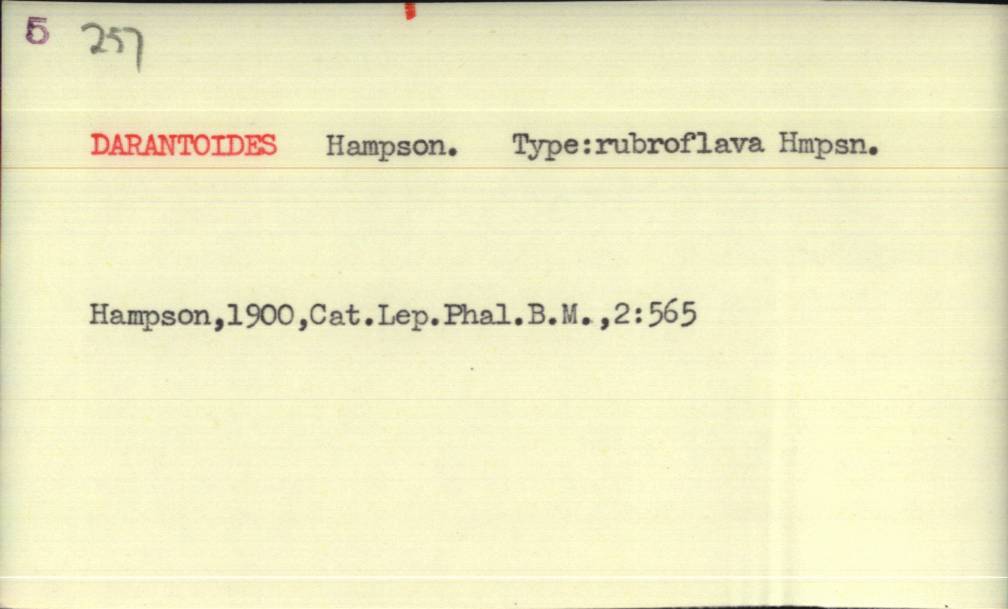 5 257
DARANTOIDES Hampson. Type:rubroflava Hmpsn.
Hampson,1900,Cat.Lep.Phal.B.M.,2:565